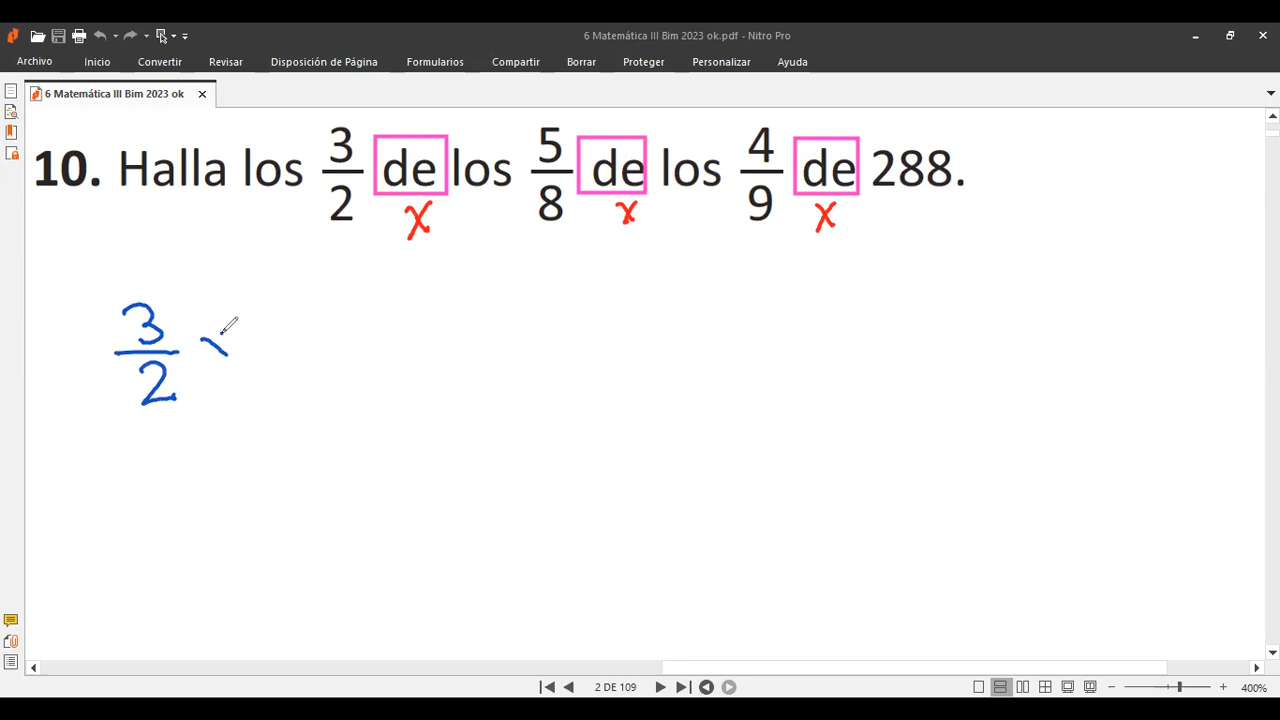 6 Matemática III Bim 2023 ok.pdf - Nitro Pro
Archivo Inicio Convertir Revisar Disposición de Página Formularios Compartir Borrar Proteger Personalizar Ayuda
6 Matemática III Bim 2023 ok
10. Halla los 3/2 de los 5/8 de los 4/9 de 288.
x x x
3/2
2 DE 109
400%